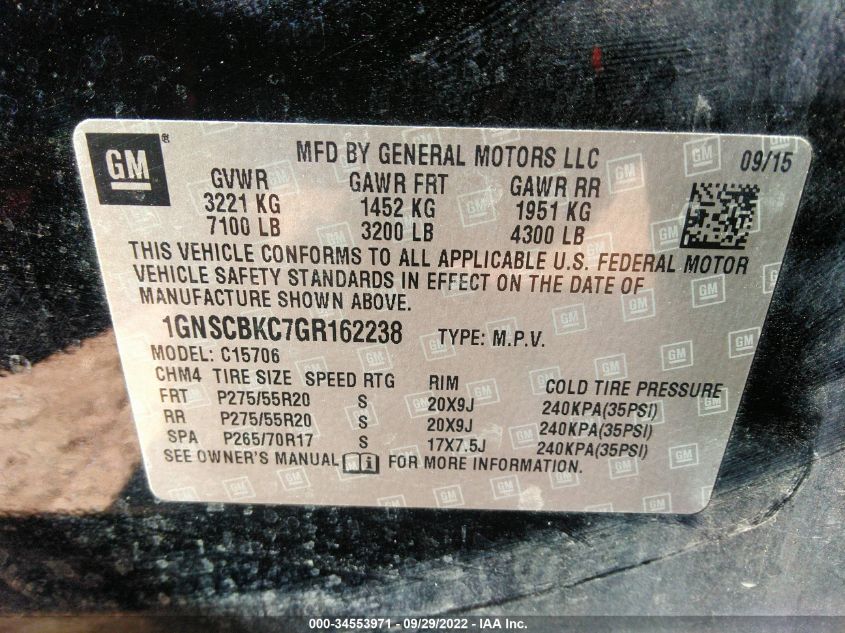 GM®
MFD BY GENERAL MOTORS LLC 09/15
GVWR GAWR FRT GAWR RR
3221 KG 1452 KG 1951 KG
7100 LB 3200 LB 4300 LB
THIS VEHICLE CONFORMS TO ALL APPLICABLE U.S. FEDERAL MOTOR
VEHICLE SAFETY STANDARDS IN EFFECT ON THE DATE OF
MANUFACTURE SHOWN ABOVE.
1GNSCBKC7GR162238 TYPE: M.P.V.
MODEL: C15706
CHM4 TIRE SIZE SPEED RTG RIM COLD TIRE PRESSURE
FRT P275/55R20 S 20X9J 240KPA(35PSI)
RR P275/55R20 S 20X9J 240KPA(35PSI)
SPA P265/70R17 S 17X7.5J 240KPA(35PSI)
SEE OWNER'S MANUAL FOR MORE INFORMATION.
000-34553971 - 09/29/2022 - IAA Inc.